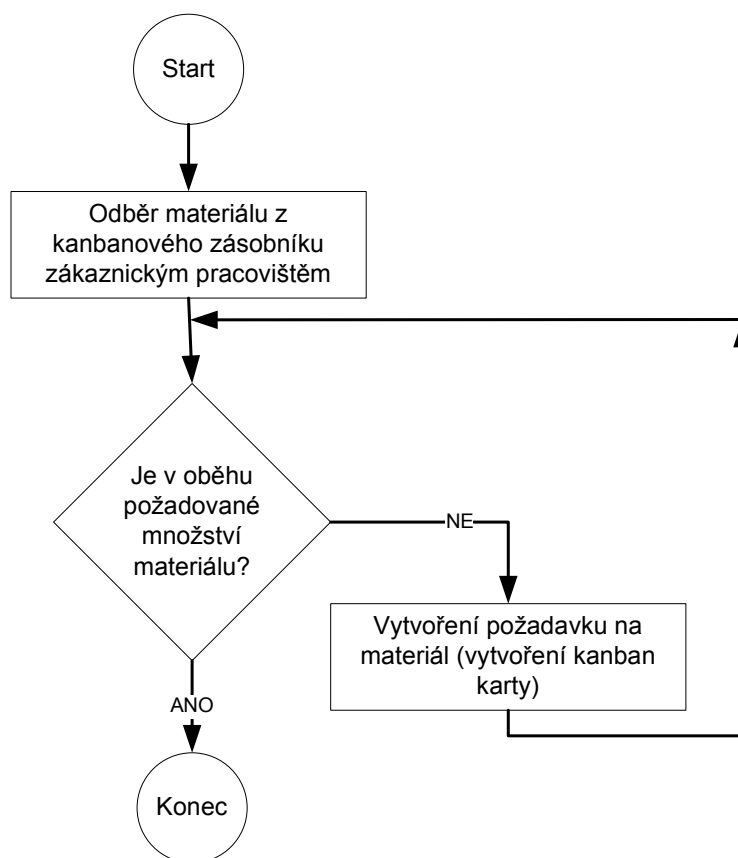 Start
Odběr materiálu z
kanbanového zásobníku
zákaznickým pracovištěm
Je v oběhu
požadované
množství
materiálu?
NE
Vytvoření požadavku na
materiál (vytvoření kanban
karty)
ANO
Konec